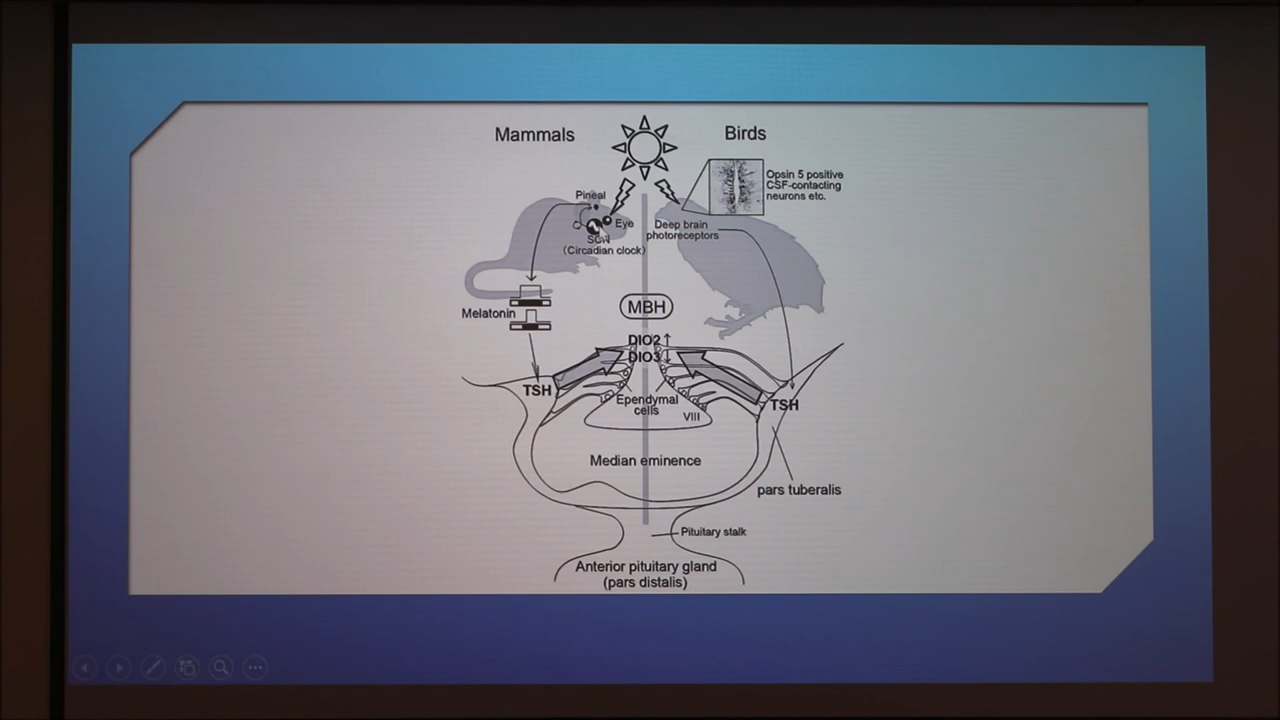 Mammals
Birds
Opsin 5 positive
CSF-contacting
neurons etc.
Pineal
Eye
SCN
(Circadian clock)
Deep brain
photoreceptors
Melatonin
MBH
DIO2↑
DIO3↓
TSH
TSH
Ependymal
cells
VIII
Median eminence
pars tuberalis
Pituitary stalk
Anterior pituitary gland
(pars distalis)